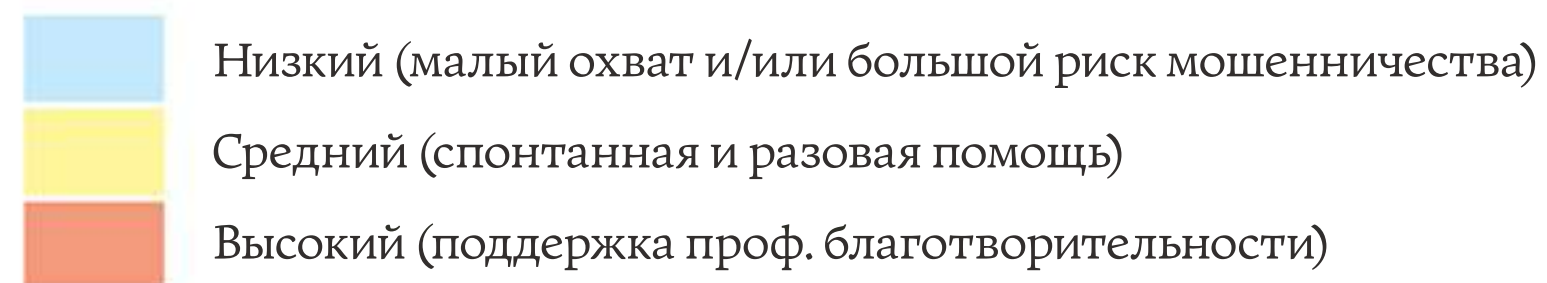 Низкий (малый охват и/или большой риск мошенничества)
Средний (спонтанная и разовая помощь)
Высокий (поддержка проф. благотворительности)